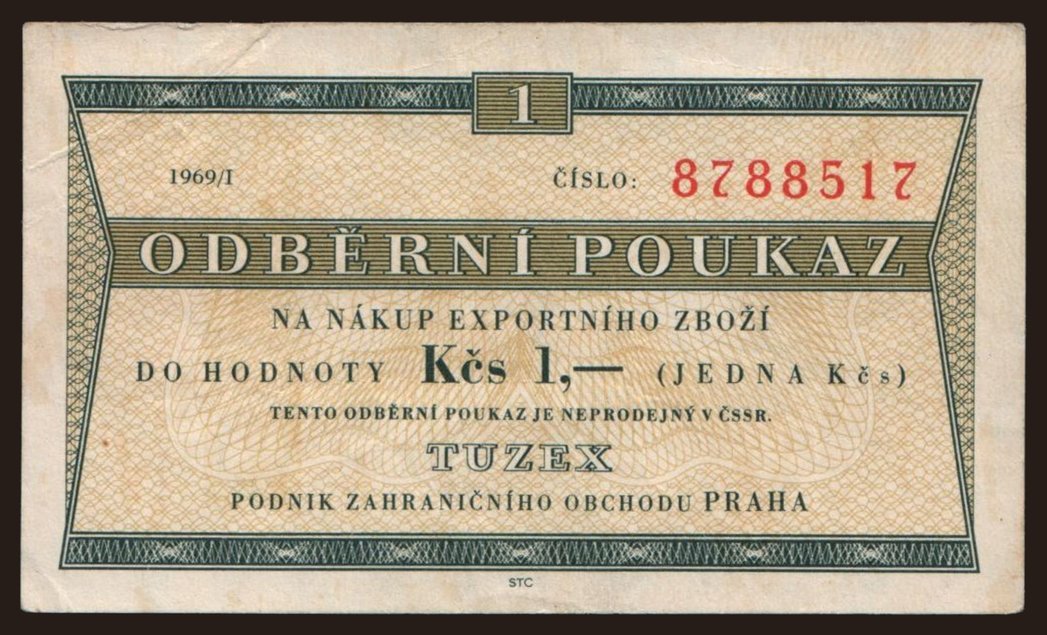 1
1969/I ČÍSLO: 8788517
ODBĚRNÍ POUKAZ
NA NÁKUP EXPORTNÍHO ZBOŽÍ
DO HODNOTY Kčs 1,— (JEDNA Kčs)
TENTO ODBĚRNÍ POUKAZ JE NEPRODEJNÝ V ČSSR.
TUZEX
PODNIK ZAHRANIČNÍHO OBCHODU PRAHA
STC